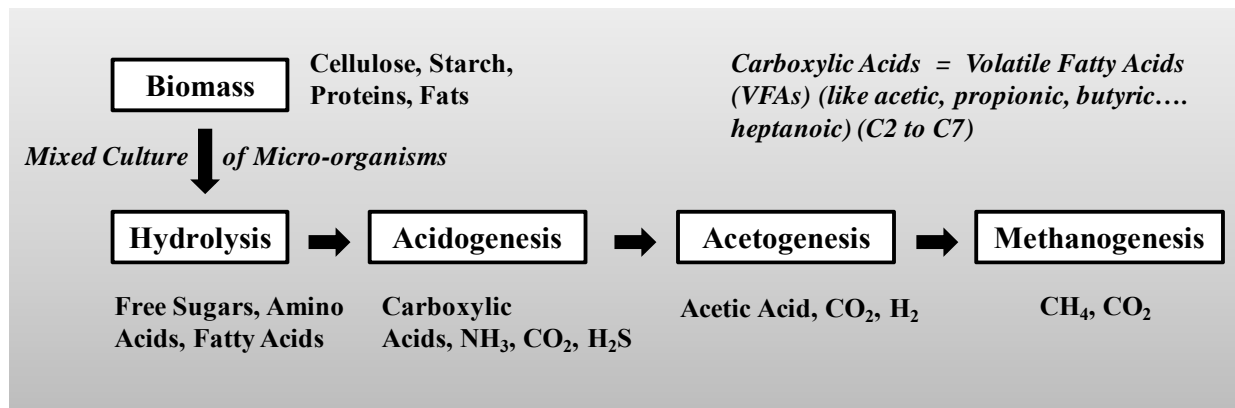 Biomass
Cellulose, Starch,
Proteins, Fats
Carboxylic Acids = Volatile Fatty Acids
(VFAs) (like acetic, propionic, butyric....
heptanoic) (C2 to C7)
Mixed Culture of Micro-organisms
Hydrolysis
Acidogenesis
Acetogenesis
Methanogenesis
Free Sugars, Amino
Acids, Fatty Acids
Carboxylic
Acids, NH₃, CO₂, H₂S
Acetic Acid, CO₂, H₂
CH₄, CO₂